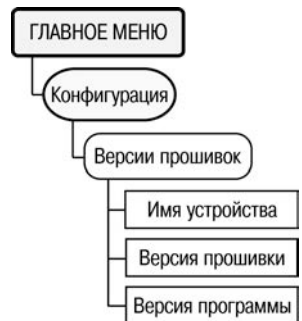 ГЛАВНОЕ МЕНЮ
Конфигурация
Версии прошивок
Имя устройства
Версия прошивки
Версия программы